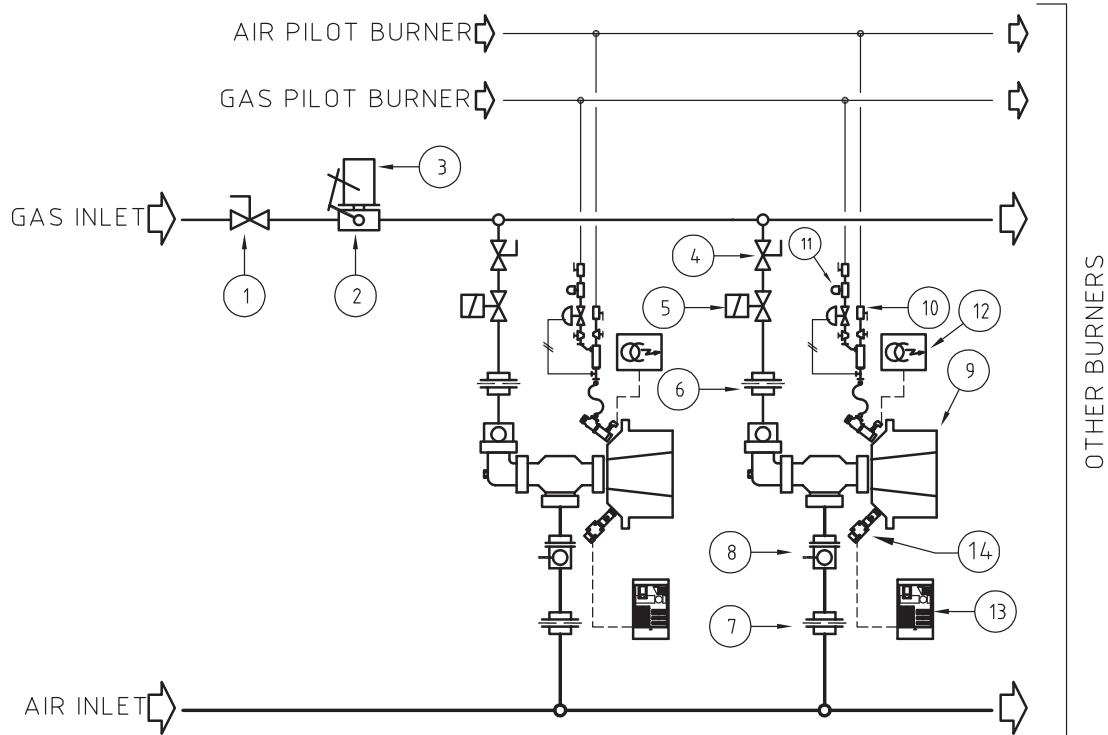 AIR PILOT BURNER
GAS PILOT BURNER
3
GAS INLET
1
2
4
11
5
10
12
6
9
8
14
7
13
AIR INLET
OTHER BURNERS